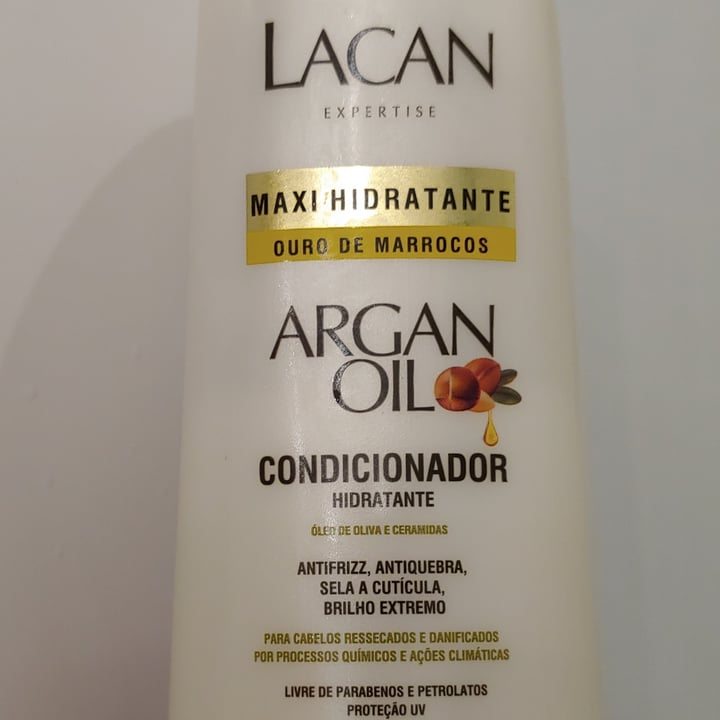 LACAN
EXPERTISE
MAXI HIDRATANTE
OURO DE MARROCOS
ARGAN
OIL
CONDICIONADOR
HIDRATANTE
ÓLEO DE OLIVA E CERAMIDAS
ANTIFRIZZ, ANTIQUEBRA,
SELA A CUTÍCULA,
BRILHO EXTREMO
PARA CABELOS RESSECADOS E DANIFICADOS
POR PROCESSOS QUÍMICOS E AÇÕES CLIMÁTICAS
LIVRE DE PARABENOS E PETROLATOS
PROTEÇÃO UV